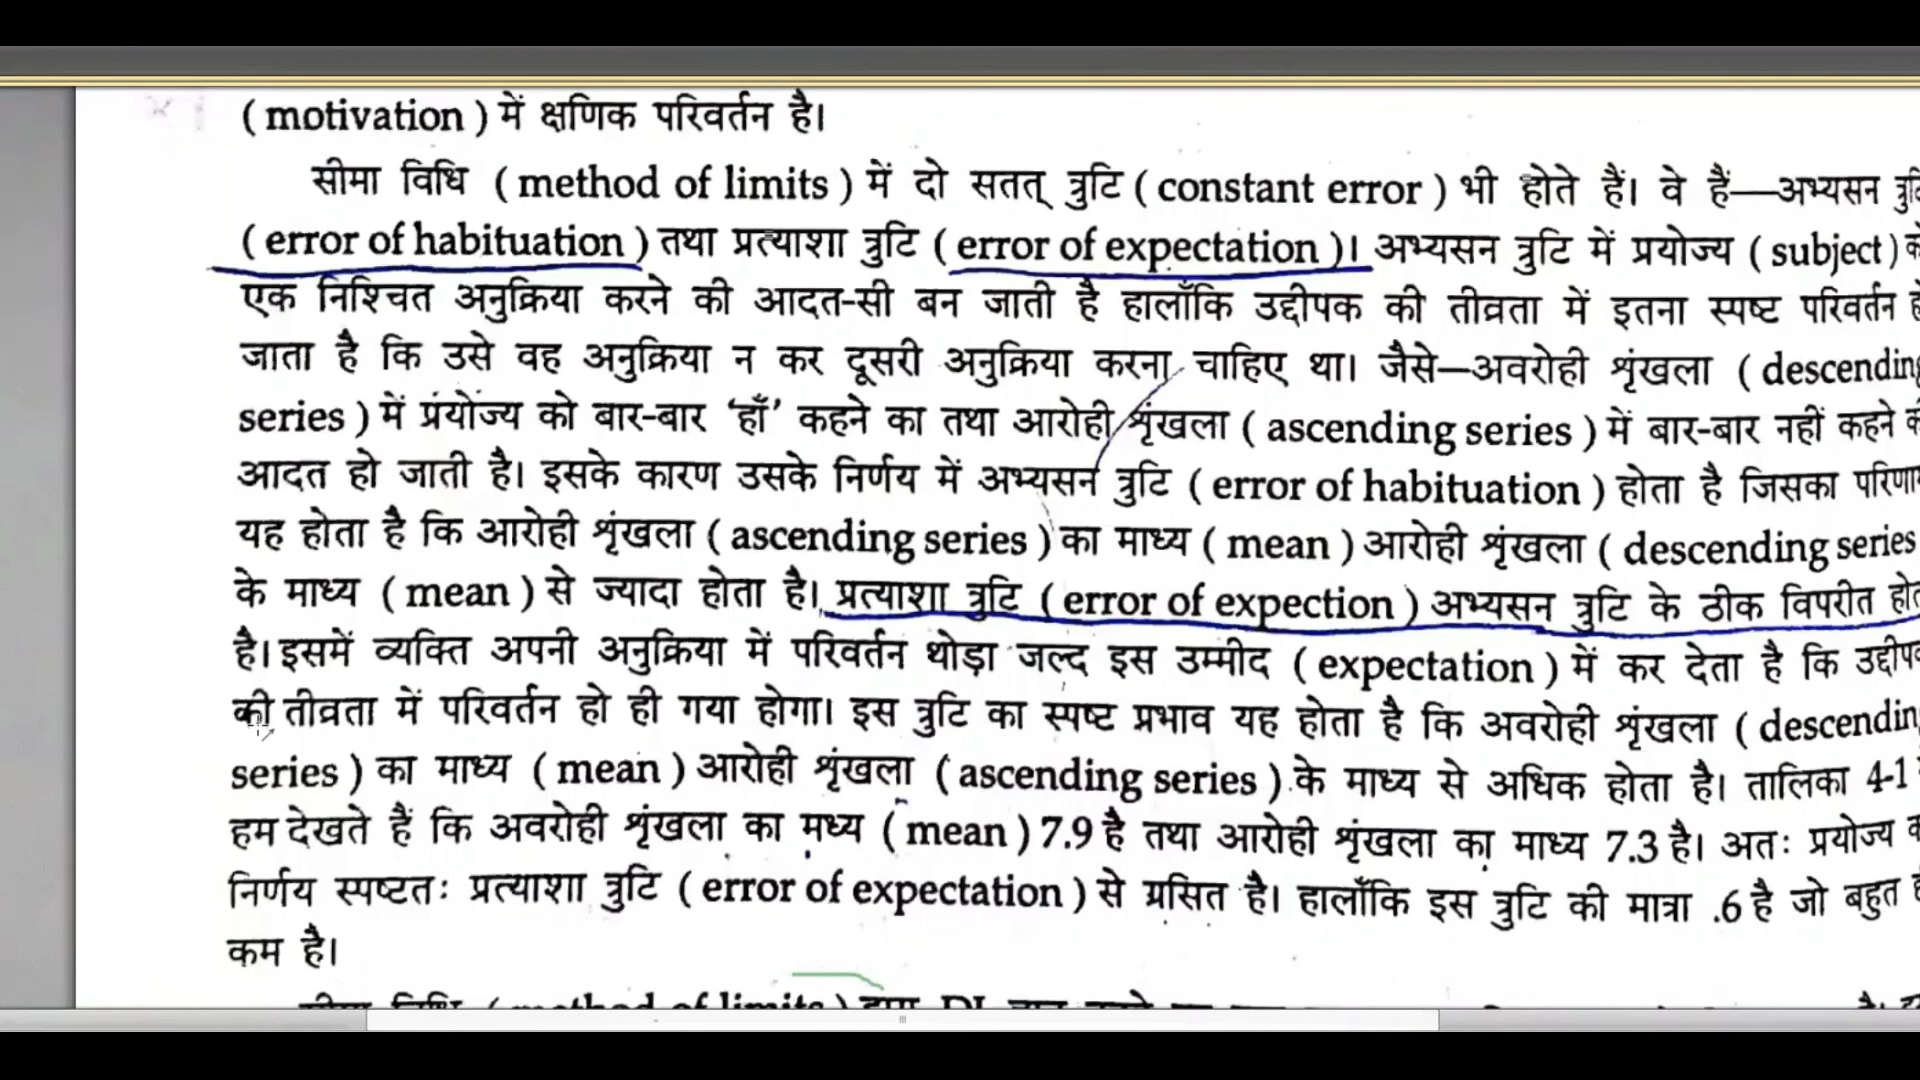 ( motivation ) में क्षणिक परिवर्तन है।
सीमा विधि ( method of limits ) में दो सतत् त्रुटि ( constant error ) भी होते हैं। वे हैं—अभ्यसन
( error of habituation ) तथा प्रत्याशा त्रुटि ( error of expectation )। अभ्यसन त्रुटि में प्रयोज्य ( subject )
एक निश्चित अनुक्रिया करने की आदत-सी बन जाती है हालाँकि उद्दीपक की तीव्रता में इतना स्पष्ट परिवर्तन
जाता है कि उसे वह अनुक्रिया न कर दूसरी अनुक्रिया करना चाहिए था। जैसे—अवरोही शृंखला ( descending
series ) में प्रयोज्य को बार-बार ‘हाँ’ कहने का तथा आरोही शृंखला ( ascending series ) में बार-बार नहीं कहने
आदत हो जाती है। इसके कारण उसके निर्णय में अभ्यसन त्रुटि ( error of habituation ) होता है जिसका
यह होता है कि आरोही शृंखला ( ascending series ) का माध्य ( mean ) आरोही शृंखला ( descending series
के माध्य ( mean ) से ज्यादा होता है। प्रत्याशा त्रुटि ( error of expection ) अभ्यसन त्रुटि के ठीक विपरीत
है। इसमें व्यक्ति अपनी अनुक्रिया में परिवर्तन थोड़ा जल्द इस उम्मीद ( expectation ) में कर देता है कि
की तीव्रता में परिवर्तन हो ही गया होगा। इस त्रुटि का स्पष्ट प्रभाव यह होता है कि अवरोही शृंखला ( descending
series ) का माध्य ( mean ) आरोही शृंखला ( ascending series ) के माध्य से अधिक होता है। तालिका 4-1
हम देखते हैं कि अवरोही शृंखला का मध्य ( mean ) 7.9 है तथा आरोही शृंखला का माध्य 7.3 है। अतः प्रयोज्य
निर्णय स्पष्टतः प्रत्याशा त्रुटि ( error of expectation ) से ग्रसित है। हालाँकि इस त्रुटि की मात्रा .6 है जो बहुत
कम है।
सीमा विधि ( method of limits )